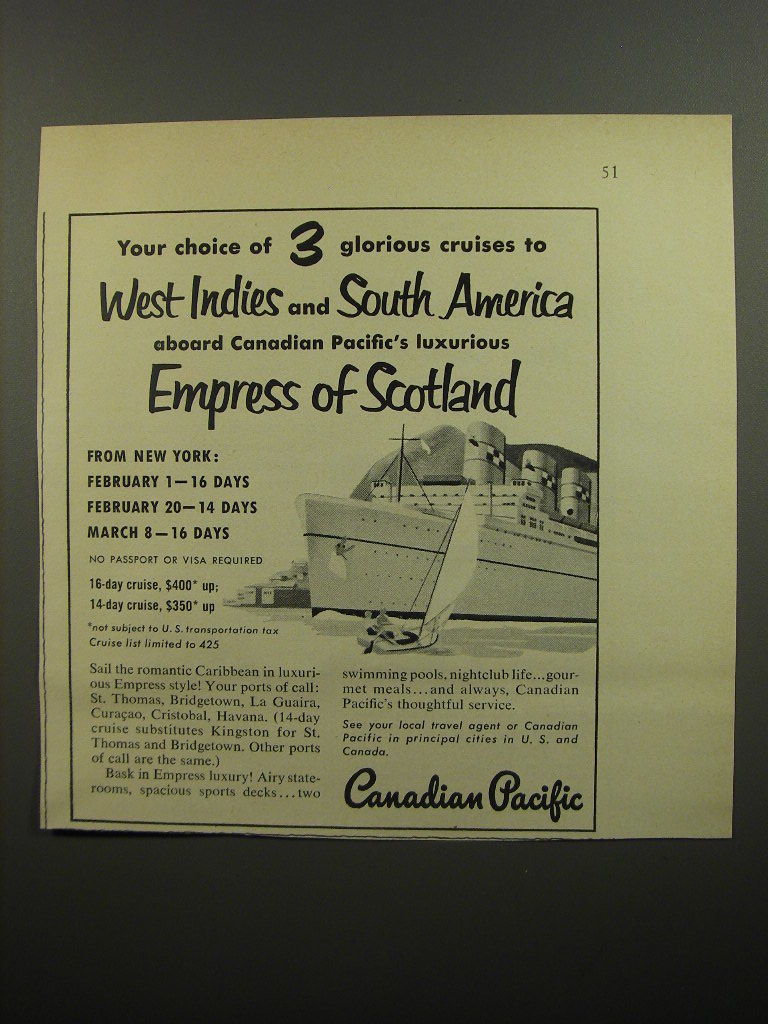 51
Your choice of 3 glorious cruises to
West Indies and South America
aboard Canadian Pacific's luxurious
Empress of Scotland
FROM NEW YORK:
FEBRUARY 1—16 DAYS
FEBRUARY 20—14 DAYS
MARCH 8—16 DAYS
NO PASSPORT OR VISA REQUIRED
16-day cruise, $400* up;
14-day cruise, $350* up
*not subject to U. S. transportation tax
Cruise list limited to 425
Sail the romantic Caribbean in luxuri-
ous Empress style! Your ports of call:
St. Thomas, Bridgetown, La Guaira,
Curaçao, Cristobal, Havana. (14-day
cruise substitutes Kingston for St.
Thomas and Bridgetown. Other ports
of call are the same.)
Bask in Empress luxury! Airy state-
rooms, spacious sports decks...two
swimming pools, nightclub life...gour-
met meals...and always, Canadian
Pacific's thoughtful service.
See your local travel agent or Canadian
Pacific in principal cities in U. S. and
Canada.
Canadian Pacific